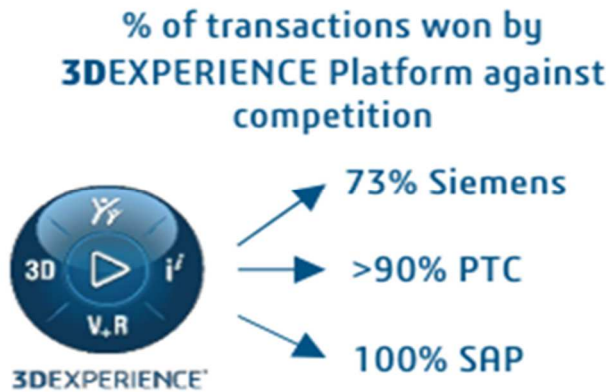 % of transactions won by
3DEXPERIENCE Platform against
competition
73% Siemens
3D
i
>90% PTC
V+R
100% SAP
3DEXPERIENCE